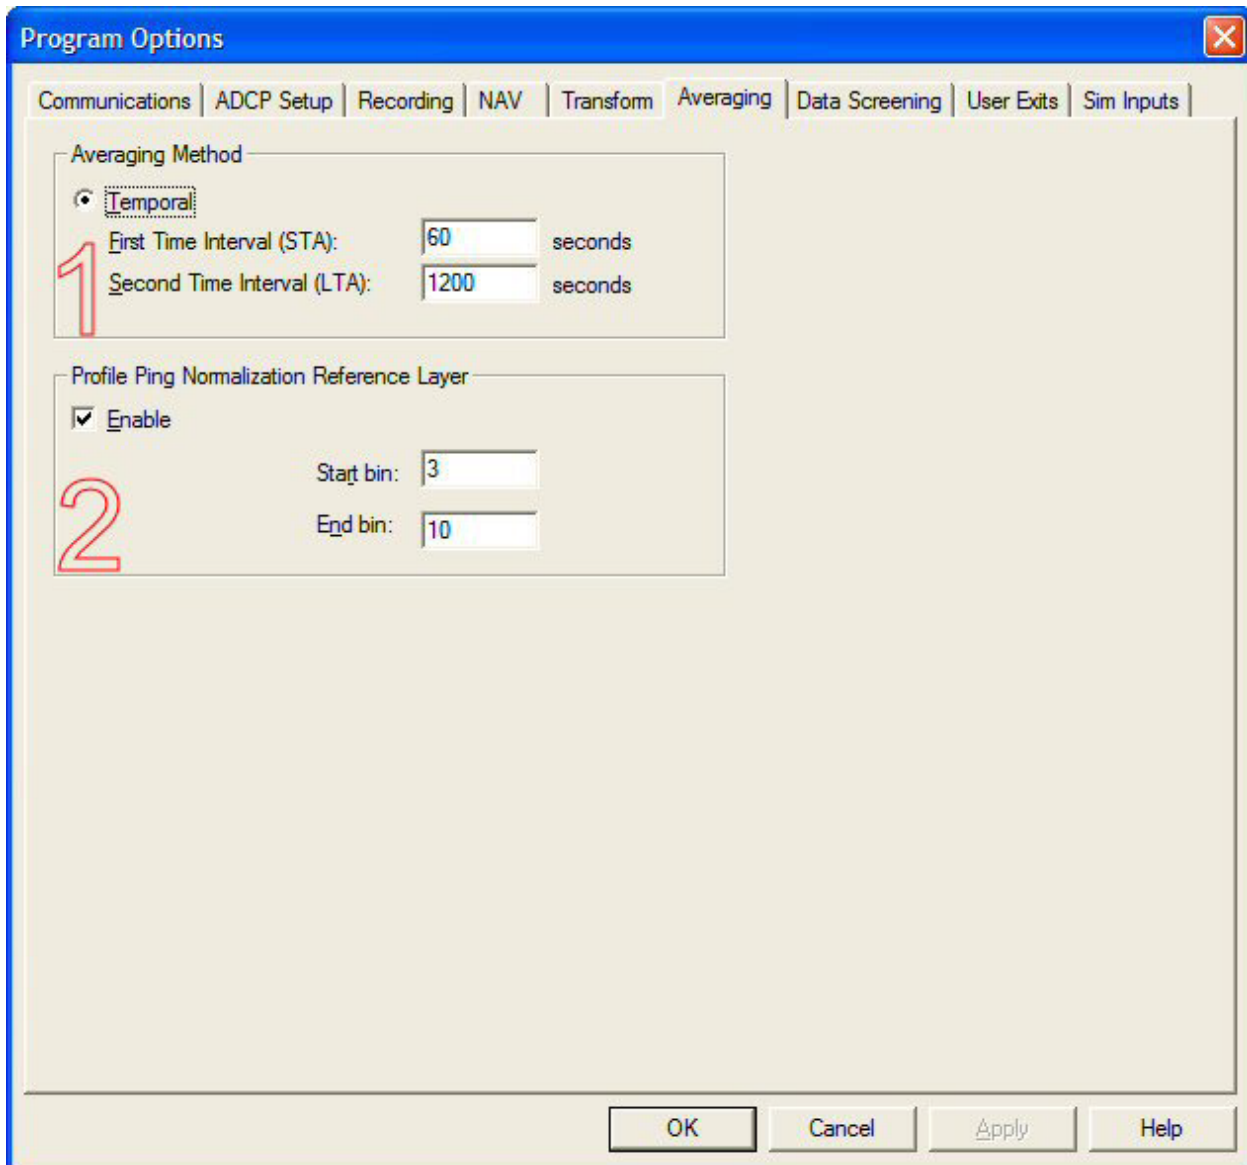 Program Options
Communications ADCP Setup Recording NAV Transform Averaging Data Screening User Exits Sim Inputs
Averaging Method
Temporal
First Time Interval (STA): 60 seconds
Second Time Interval (LTA): 1200 seconds
1
Profile Ping Normalization Reference Layer
Enable
Start bin: 3
End bin: 10
2
OK Cancel Apply Help